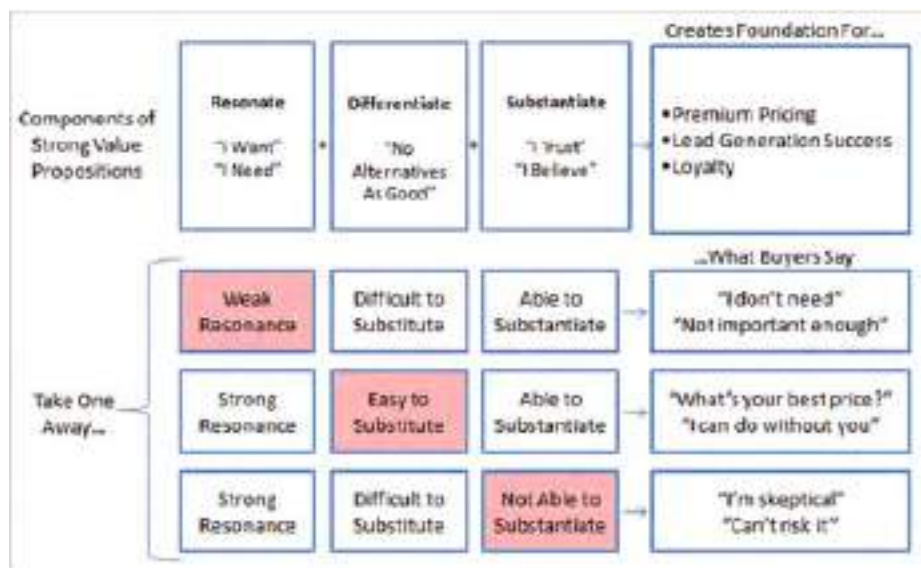 Creates Foundation For...
Components of
Strong Value
Propositions
Resonate
"I Want"
"I Need"
+
Differentiate
"No
Alternatives
As Good"
+
Substantiate
"I Trust"
"I Believe"
•Premium Pricing
•Lead Generation Success
•Loyalty
...What Buyers Say
Take One
Away...
Weak
Resonance
Difficult to
Substitute
Able to
Substantiate
"I don't need"
"Not important enough"
Strong
Resonance
Easy to
Substitute
Able to
Substantiate
"What's your best price?"
"I can do without you"
Strong
Resonance
Difficult to
Substitute
Not Able to
Substantiate
"I'm skeptical"
"Can't risk it"